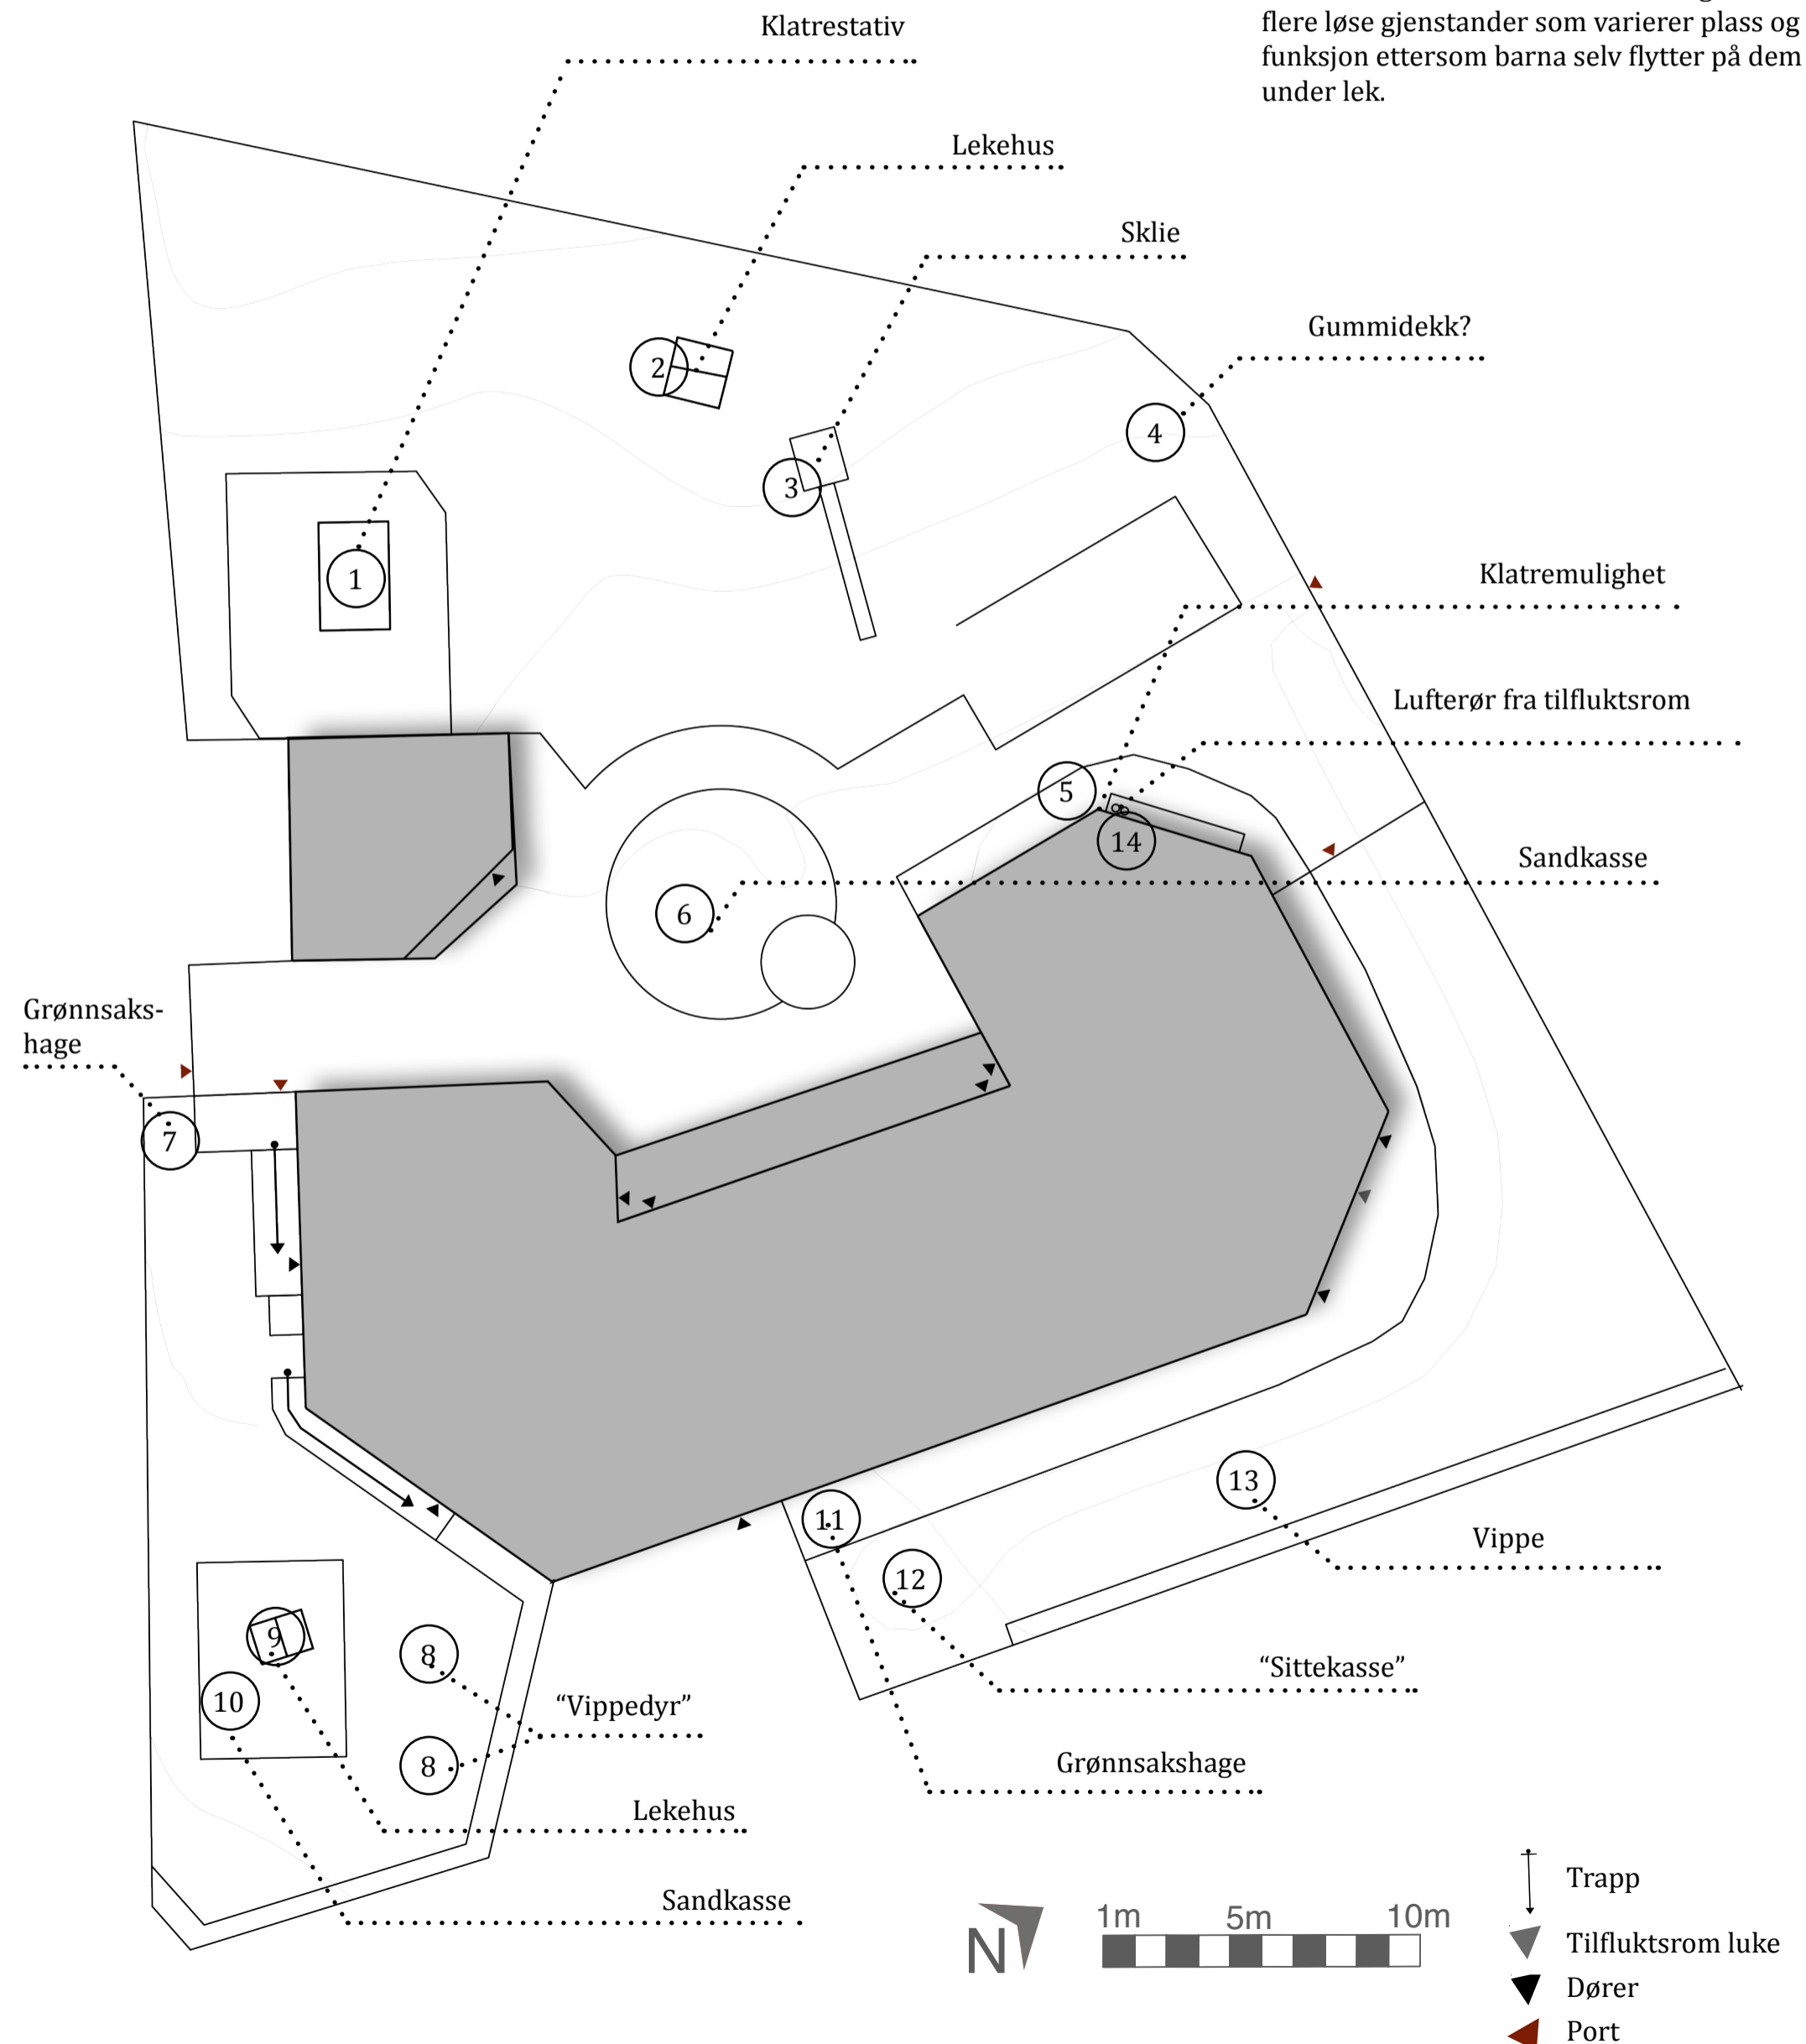 flere løse gjenstander som varierer plass og
funksjon ettersom barna selv flytter på dem
under lek.
Klatrestativ
Lekehus
Sklie
Gummidekk?
2
4
3
Klatremulighet
1
Lufterør fra tilfluktsrom
5
14
Sandkasse
6
Grønnsaks-
hage
7
13
11
Vippe
12
9
8
“Sittekasse”
10
“Vippedyr”
8
Grønnsakshage
Lekehus
Trapp
Sandkasse
1m 5m 10m
N
Tilfluktsrom luke
Dører
Port